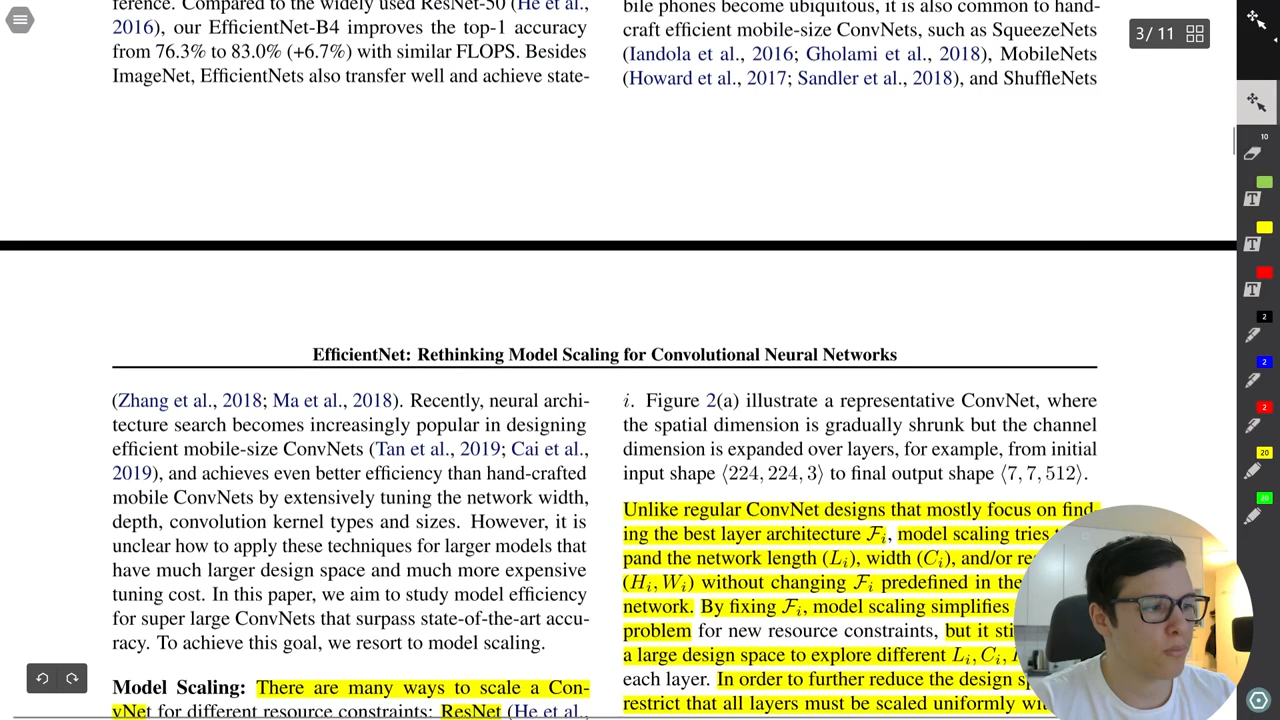 ference. Compared to the widely used ResNet-50 (He et al.,
2016), our EfficientNet-B4 improves the top-1 accuracy
from 76.3% to 83.0% (+6.7%) with similar FLOPS. Besides
ImageNet, EfficientNets also transfer well and achieve state-
bile phones become ubiquitous, it is also common to hand-
craft efficient mobile-size ConvNets, such as SqueezeNets
(Iandola et al., 2016; Gholami et al., 2018), MobileNets
(Howard et al., 2017; Sandler et al., 2018), and ShuffleNets
3/ 11
EfficientNet: Rethinking Model Scaling for Convolutional Neural Networks
(Zhang et al., 2018; Ma et al., 2018). Recently, neural archi-
tecture search becomes increasingly popular in designing
efficient mobile-size ConvNets (Tan et al., 2019; Cai et al.,
2019), and achieves even better efficiency than hand-crafted
mobile ConvNets by extensively tuning the network width,
depth, convolution kernel types and sizes. However, it is
unclear how to apply these techniques for larger models that
have much larger design space and much more expensive
tuning cost. In this paper, we aim to study model efficiency
for super large ConvNets that surpass state-of-the-art accu-
racy. To achieve this goal, we resort to model scaling.
Model Scaling: There are many ways to scale a Con-
vNet for different resource constraints: ResNet (He et al.,
i. Figure 2(a) illustrate a representative ConvNet, where
the spatial dimension is gradually shrunk but the channel
dimension is expanded over layers, for example, from initial
input shape ⟨224, 224, 3⟩ to final output shape ⟨7, 7, 512⟩.
Unlike regular ConvNet designs that mostly focus on find-
ing the best layer architecture Fi, model scaling tries
pand the network length (Li), width (Ci), and/or
(Hi, Wi) without changing Fi predefined in the
network. By fixing Fi, model scaling simplifies
problem for new resource constraints, but it
a large design space to explore different Li, Ci,
each layer. In order to further reduce the design
restrict that all layers must be scaled uniformly
10
T
T
T
2
2
2
20
20